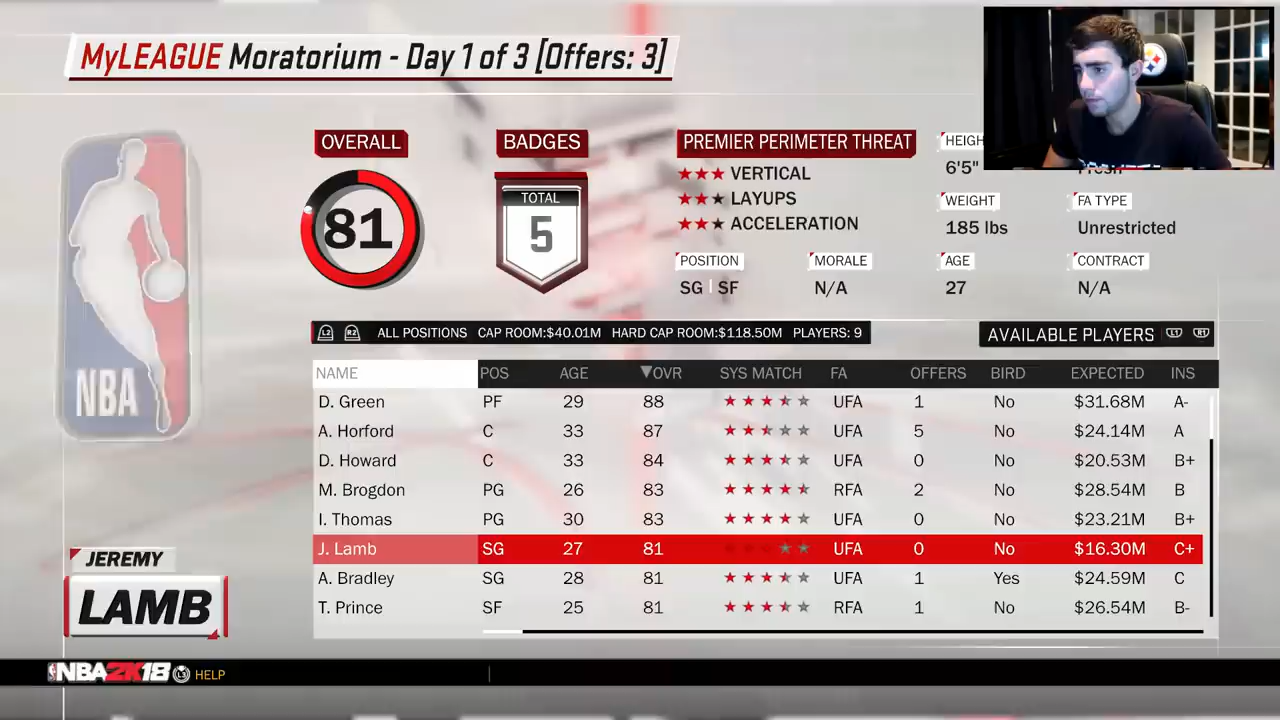 MyLEAGUE Moratorium - Day 1 of 3 [Offers: 3]
OVERALL
81
BADGES
TOTAL
5
PREMIER PERIMETER THREAT
VERTICAL
LAYUPS
ACCELERATION
6'5"
WEIGHT FA TYPE
185 lbs Unrestricted
POSITION MORALE AGE CONTRACT
SG | SF N/A 27 N/A
L2 R2 ALL POSITIONS CAP ROOM:$40.01M HARD CAP ROOM:$118.50M PLAYERS: 9
AVAILABLE PLAYERS L1 R1
NAME POS AGE OVR SYS MATCH FA OFFERS BIRD EXPECTED INS
D. Green PF 29 88 UFA 1 No $31.68M A-
A. Horford C 33 87 UFA 5 No $24.14M A
D. Howard C 33 84 UFA 0 No $20.53M B+
M. Brogdon PG 26 83 RFA 2 No $28.54M B
I. Thomas PG 30 83 UFA 0 No $23.21M B+
J. Lamb SG 27 81 UFA 0 No $16.30M C+
A. Bradley SG 28 81 UFA 1 Yes $24.59M C
T. Prince SF 25 81 RFA 1 No $26.54M B-
NBA
JEREMY
LAMB
NBA2K18 HELP